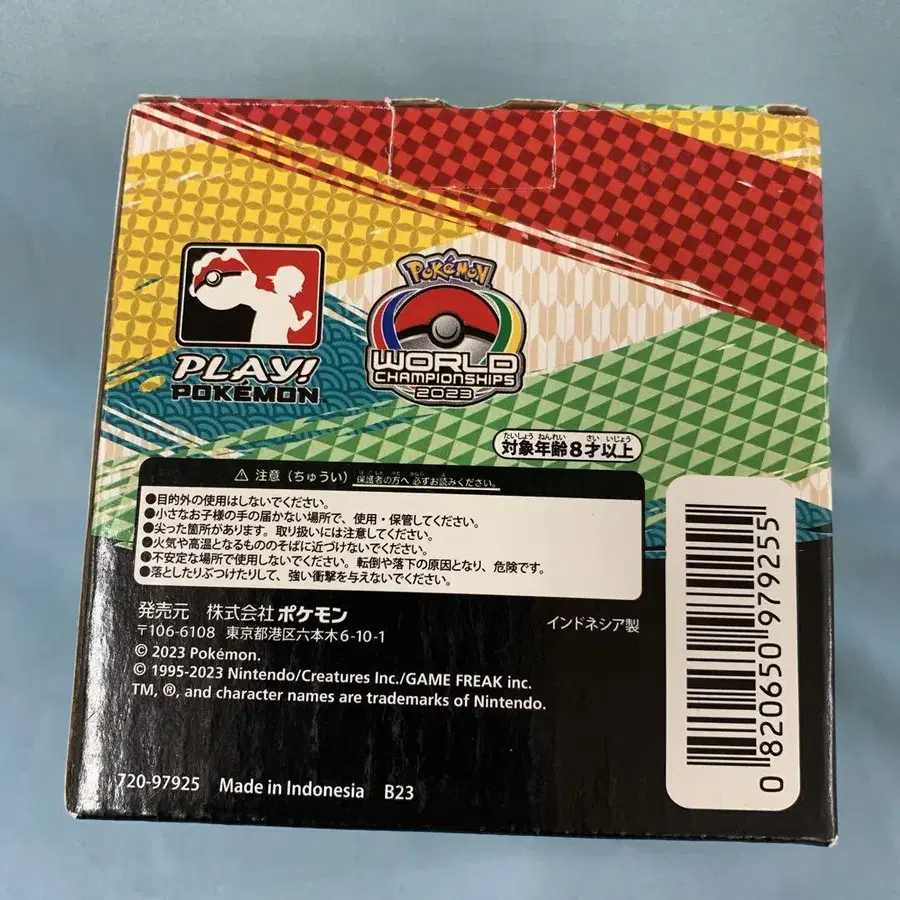 PLAY!
POKÉMON
POKéMON
WORLD
CHAMPIONSHIPS
2023
たいしょう ねんれい さい いじょう
対象年齢8才以上
⚠ 注意(ちゅうい) 保護者の方へ 必ずお読みください。
●目的外の使用はしないでください。
●小さなお子様の手の届かない場所で、使用・保管してください。
●尖った箇所があります。取り扱いには注意してください。
●火気や高温となるもののそばに近づけないでください。
●不安定な場所で使用しないでください。転倒や落下の原因となり、危険です。
●落としたりぶつけたりして、強い衝撃を与えないでください。
発売元 株式会社ポケモン
〒106-6108 東京都港区六本木6-10-1
インドネシア製
© 2023 Pokémon.
© 1995-2023 Nintendo/Creatures Inc./GAME FREAK inc.
TM, ®, and character names are trademarks of Nintendo.
720-97925 Made in Indonesia B23
0 820650 979255